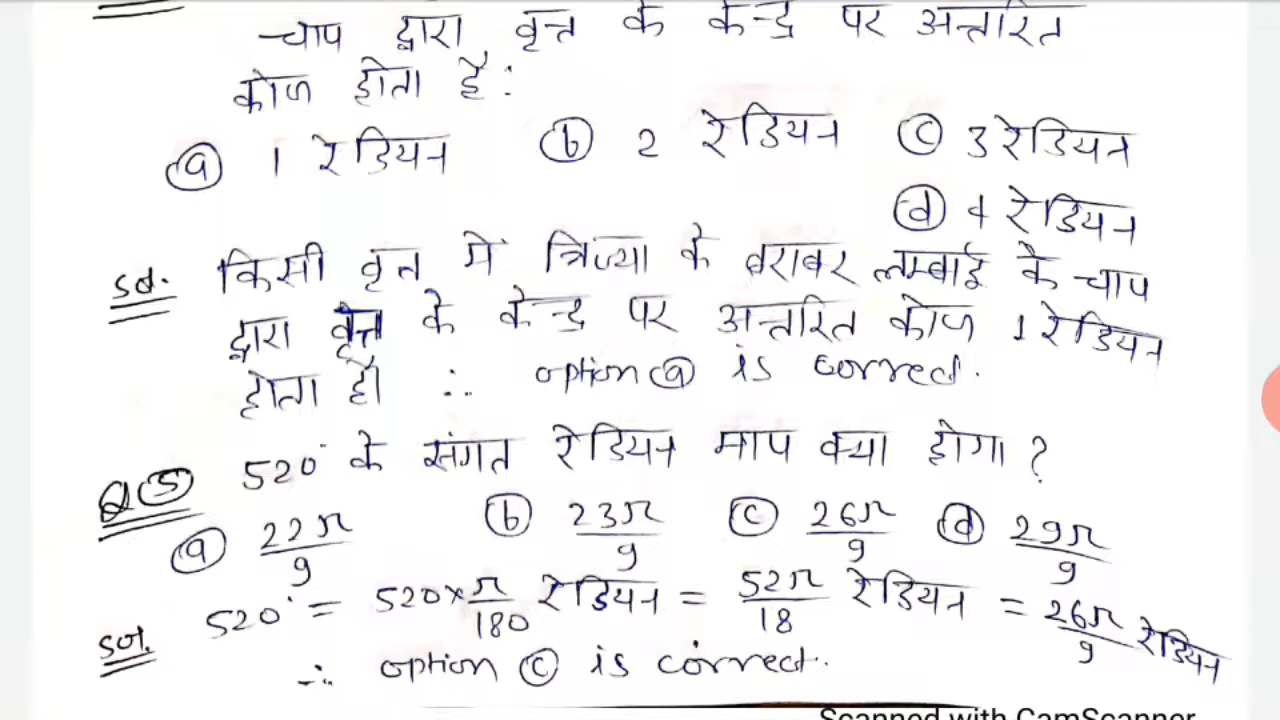 चाप द्वारा वृत्त के केन्द्र पर अन्तरित
कोण होता है:
(a) 1 रेडियन (b) 2 रेडियन (c) 3 रेडियन
(d) 4 रेडियन
Sol. किसी वृत्त में त्रिज्या के बराबर लम्बाई के चाप
द्वारा वृत्त के केन्द्र पर अन्तरित कोण 1 रेडियन
होता है। ∴ option (a) is correct.
Q(5) 520° के संगत रेडियन माप क्या होगा?
(a) 22π/9 (b) 23π/9 (c) 26π/9 (d) 29π/9
Sol. 520° = 520×π/180 रेडियन = 52π/18 रेडियन = 26π/9 रेडियन
∴ option (c) is correct.
Scanned with CamScanner